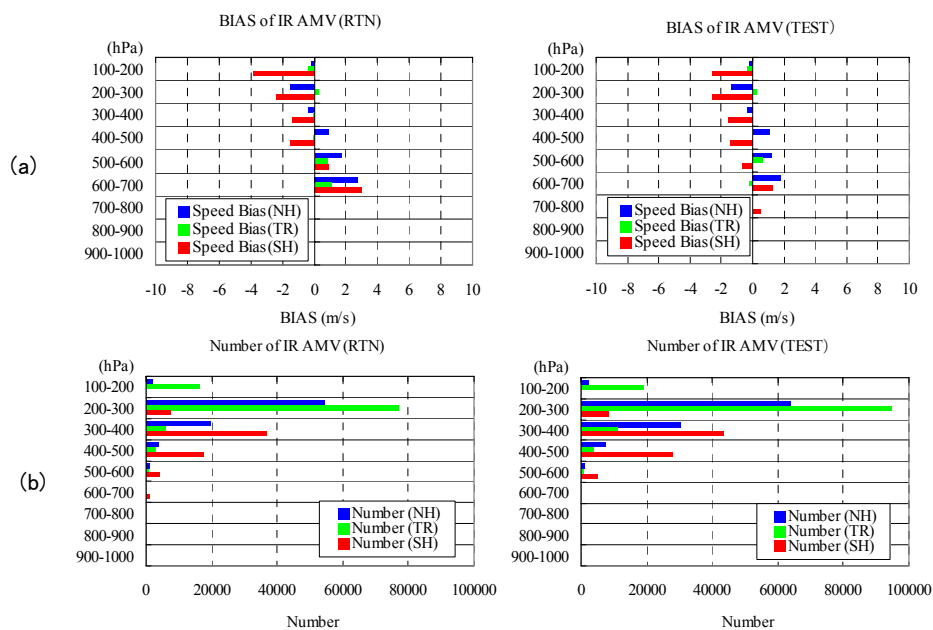 BIAS of IR AMV (RTN)
(hPa)
100-200
200-300
300-400
400-500
500-600
600-700
700-800
800-900
900-1000
Speed Bias(NH)
Speed Bias(TR)
Speed Bias(SH)
-10 -8 -6 -4 -2 0 2 4 6 8 10
BIAS (m/s)
BIAS of IR AMV (TEST)
(hPa)
100-200
200-300
300-400
400-500
500-600
600-700
700-800
800-900
900-1000
Speed Bias(NH)
Speed Bias(TR)
Speed Bias(SH)
-10 -8 -6 -4 -2 0 2 4 6 8 10
BIAS (m/s)
(a)
Number of IR AMV (RTN)
(hPa)
100-200
200-300
300-400
400-500
500-600
600-700
700-800
800-900
900-1000
Number (NH)
Number (TR)
Number (SH)
0 20000 40000 60000 80000 100000
Number
Number of IR AMV (TEST)
(hPa)
100-200
200-300
300-400
400-500
500-600
600-700
700-800
800-900
900-1000
Number (NH)
Number (TR)
Number (SH)
0 20000 40000 60000 80000 100000
Number
(b)